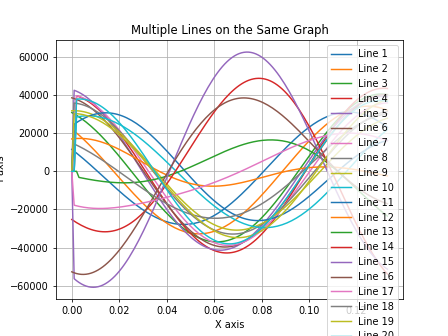 Multiple Lines on the Same Graph
60000
40000
20000
0
−20000
−40000
−60000
0.00
0.02
0.04
0.06
0.08
0.10
X axis
Line 1
Line 2
Line 3
Line 4
Line 5
Line 6
Line 7
Line 8
Line 9
Line 10
Line 11
Line 12
Line 13
Line 14
Line 15
Line 16
Line 17
Line 18
Line 19
Line 20